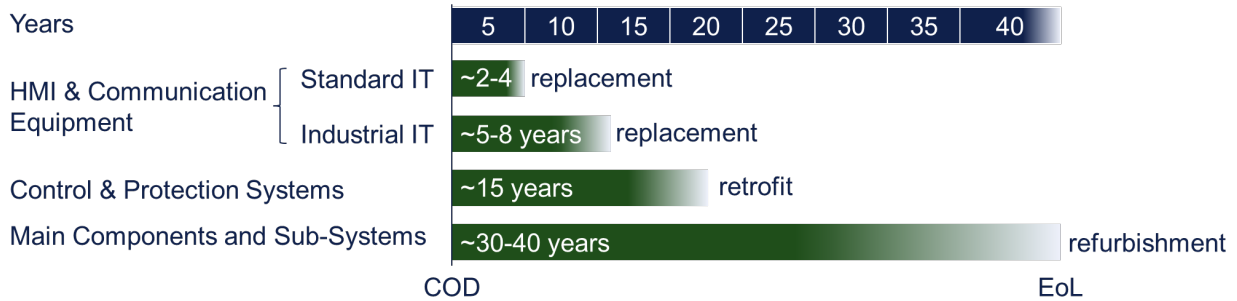 Years 5 10 15 20 25 30 35 40
HMI & Communication
Equipment
Standard IT ~2-4 replacement
Industrial IT ~5-8 years replacement
Control & Protection Systems ~15 years retrofit
Main Components and Sub-Systems ~30-40 years refurbishment
COD EoL